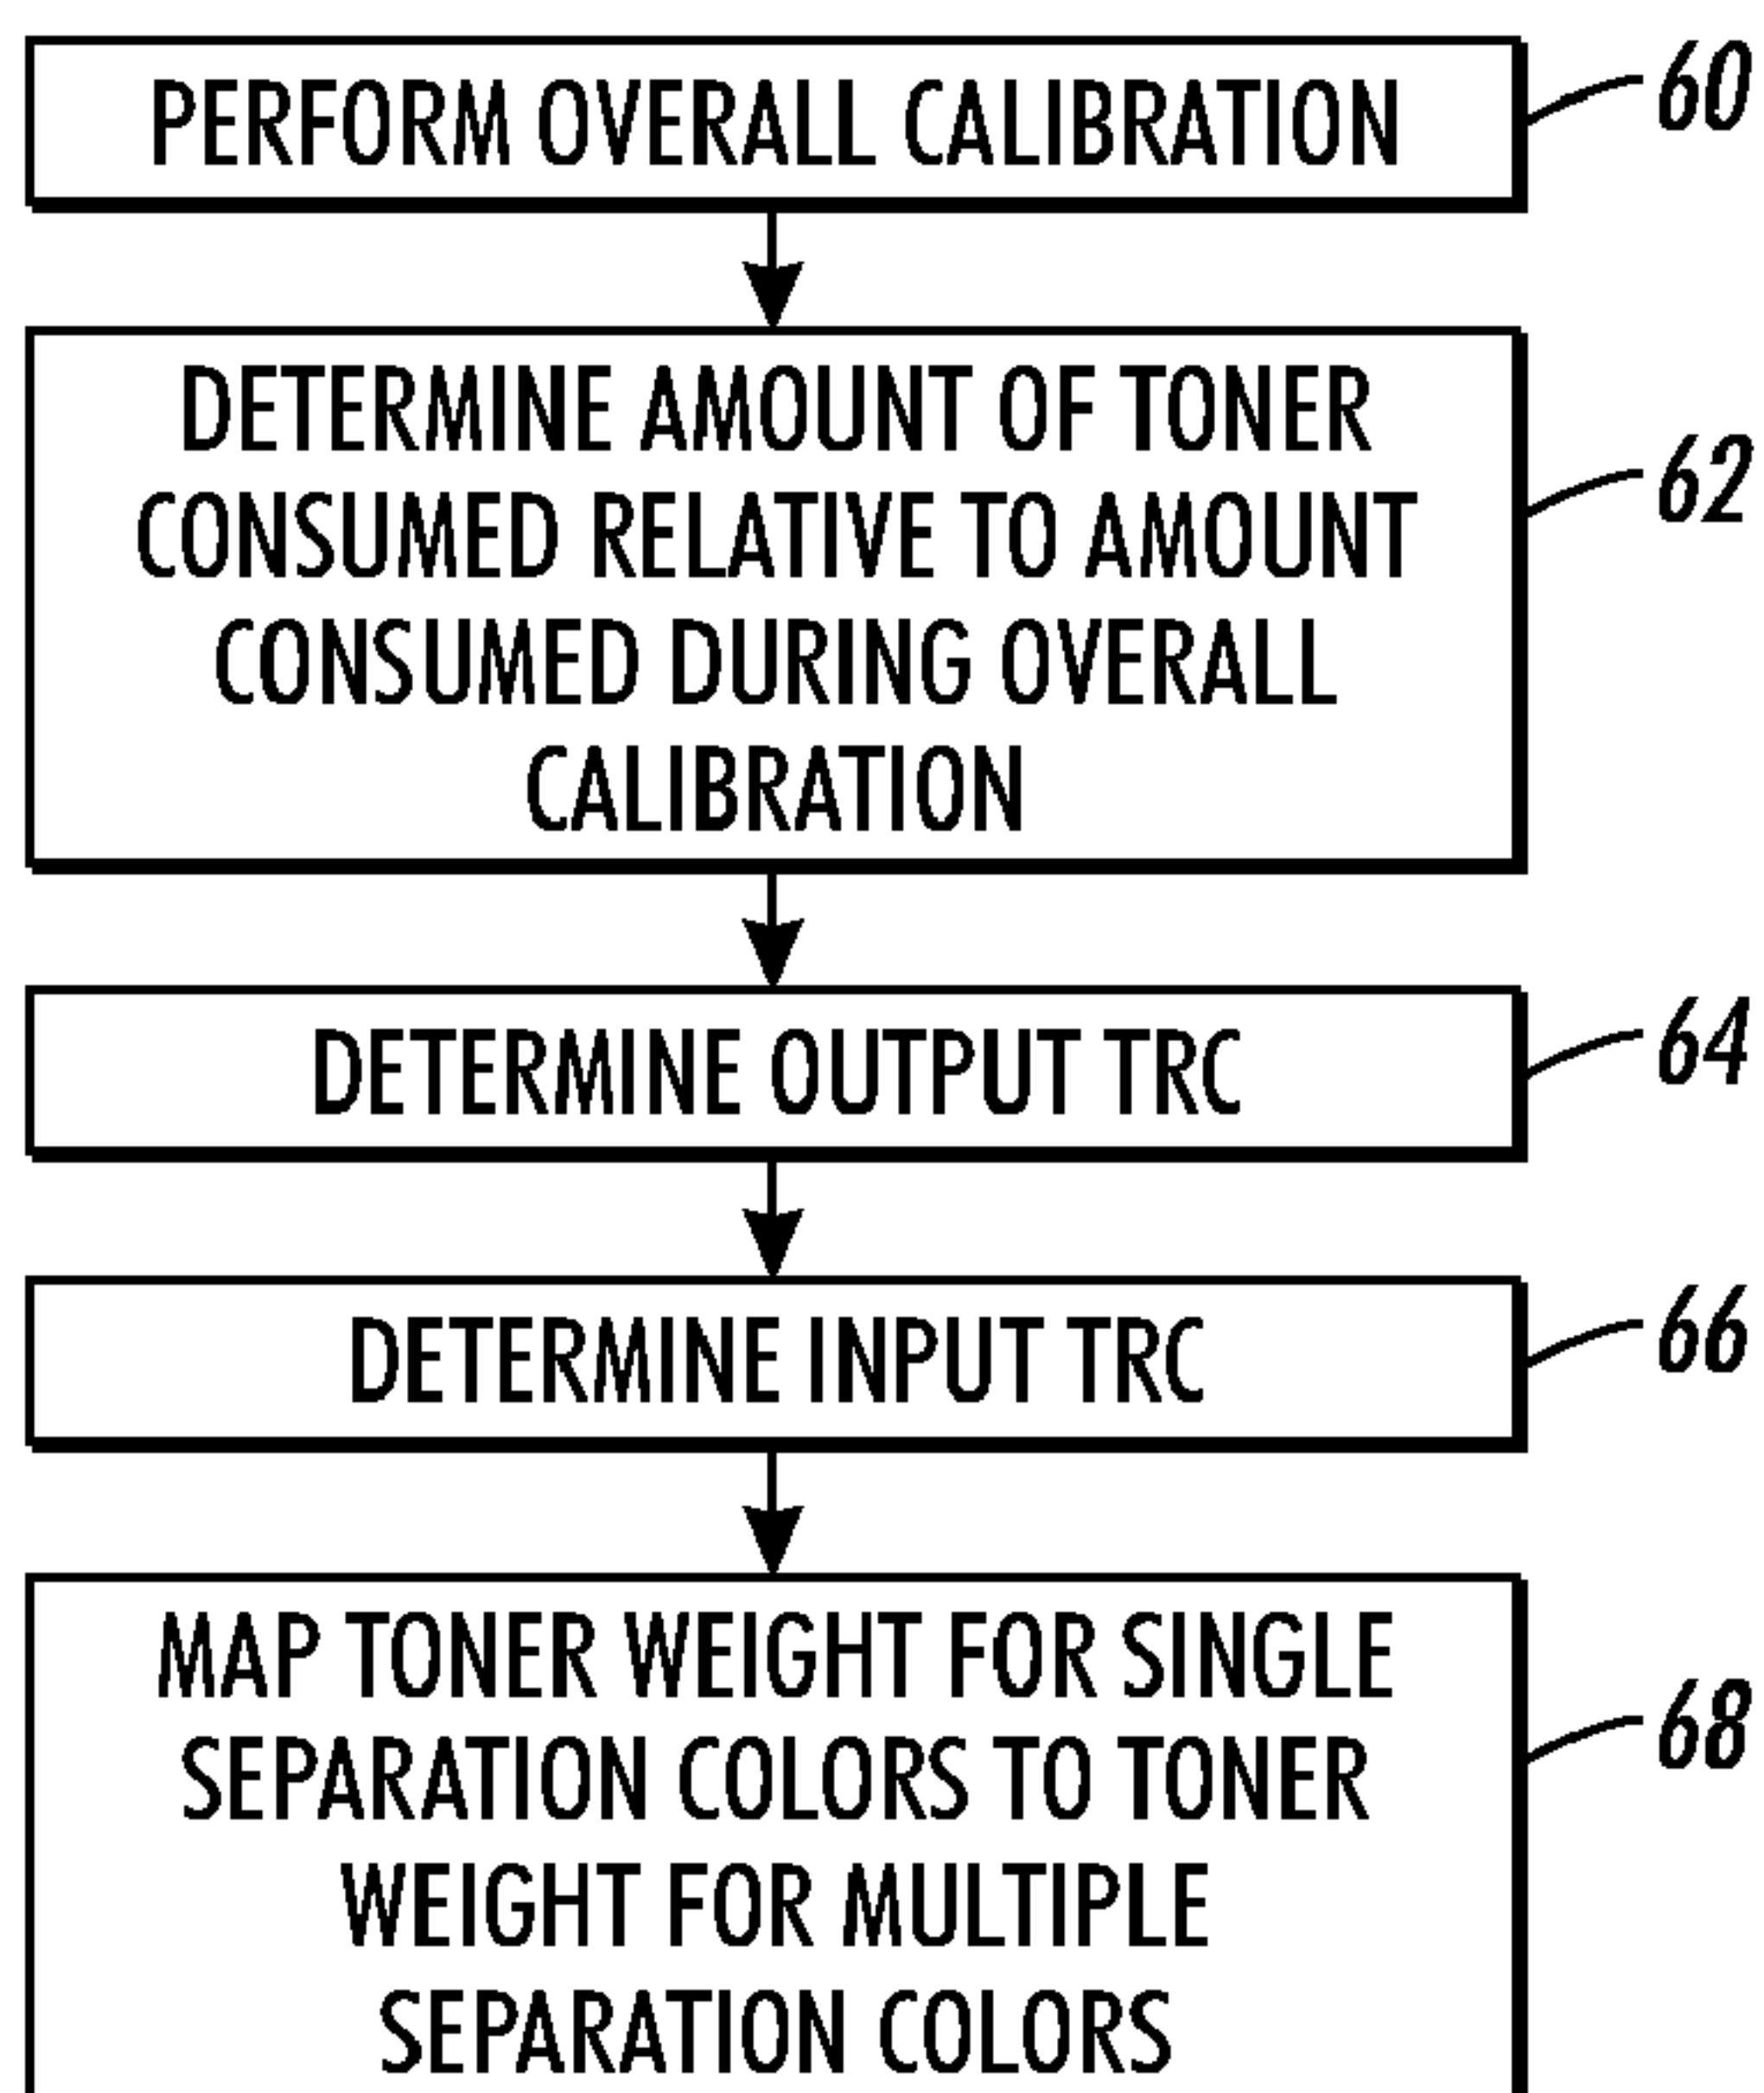 PERFORM OVERALL CALIBRATION
60
DETERMINE AMOUNT OF TONER
CONSUMED RELATIVE TO AMOUNT
CONSUMED DURING OVERALL
CALIBRATION
62
DETERMINE OUTPUT TRC
64
DETERMINE INPUT TRC
66
MAP TONER WEIGHT FOR SINGLE
SEPARATION COLORS TO TONER
WEIGHT FOR MULTIPLE
SEPARATION COLORS
68